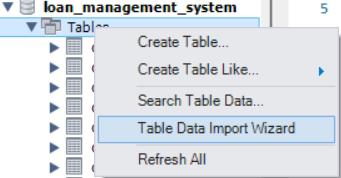 loan_management_system
5
Tables
Create Table...
Create Table Like...
Search Table Data...
Table Data Import Wizard
Refresh All